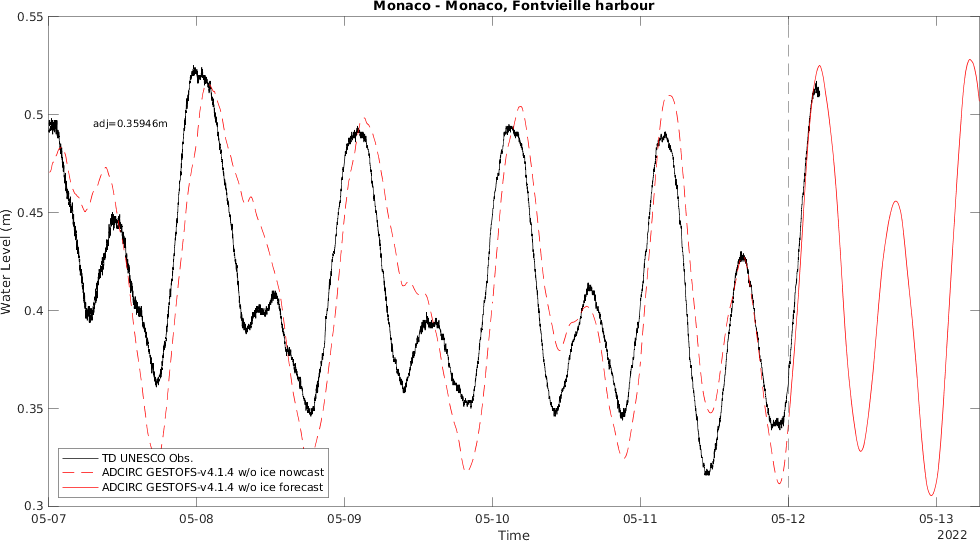 Monaco - Monaco, Fontvieille harbour
0.55
0.5
0.45
0.4
0.35
0.3
Water Level (m)
adj=0.35946m
TD UNESCO Obs.
ADCIRC GESTOFS-v4.1.4 w/o ice nowcast
ADCIRC GESTOFS-v4.1.4 w/o ice forecast
05-07 05-08 05-09 05-10 05-11 05-12 05-13
Time
2022